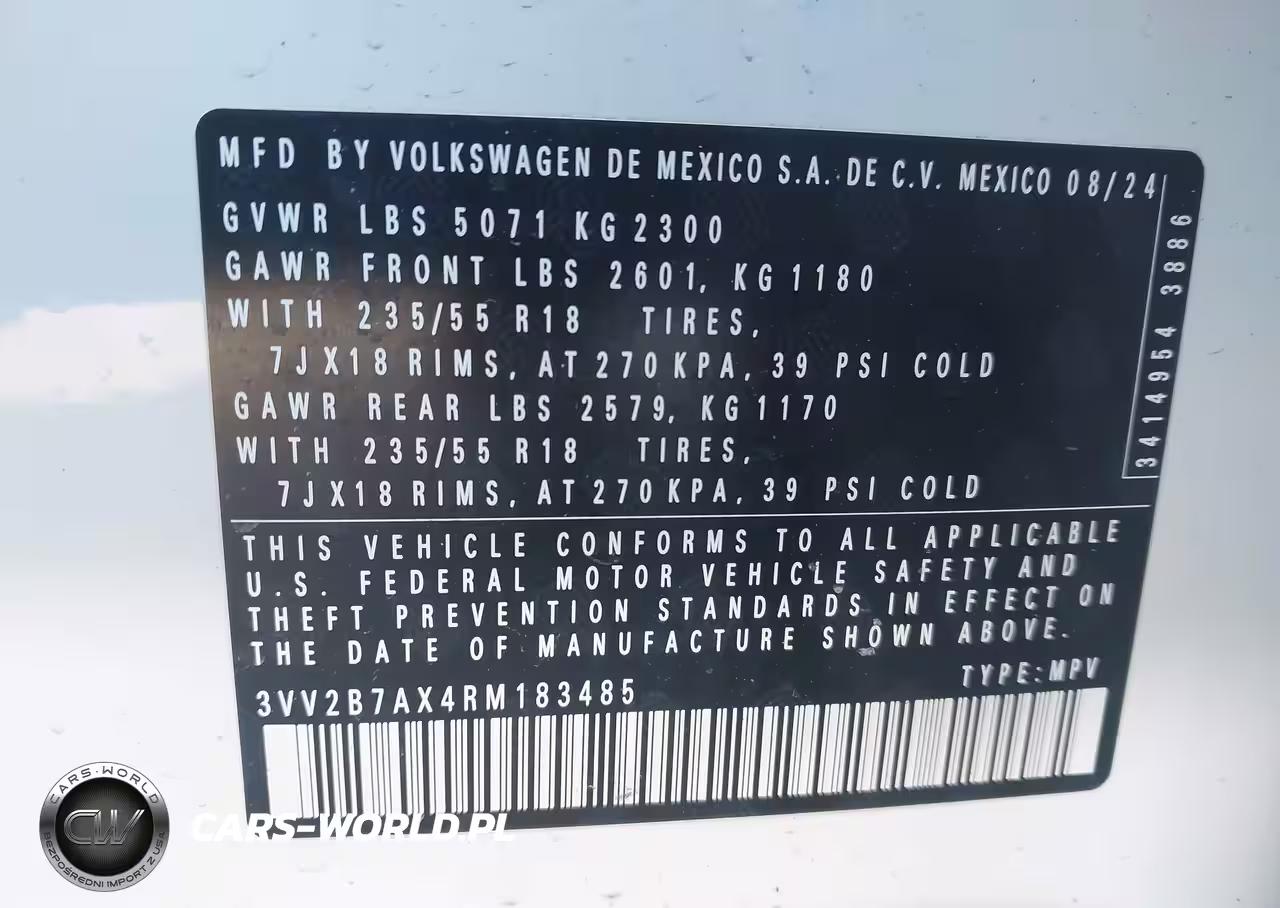 MFD BY VOLKSWAGEN DE MEXICO S.A. DE C.V. MEXICO 08/24
GVWR LBS 5071 KG 2300
GAWR FRONT LBS 2601, KG 1180
WITH 235/55 R18 TIRES,
7JX18 RIMS, AT 270 KPA, 39 PSI COLD
GAWR REAR LBS 2579, KG 1170
WITH 235/55 R18 TIRES,
7JX18 RIMS, AT 270 KPA, 39 PSI COLD
3414954 3886
THIS VEHICLE CONFORMS TO ALL APPLICABLE
U.S. FEDERAL MOTOR VEHICLE SAFETY AND
THEFT PREVENTION STANDARDS IN EFFECT ON
THE DATE OF MANUFACTURE SHOWN ABOVE.
TYPE:MPV
3VV2B7AX4RM183485
CARS-WORLD
CW
BEZPOŚREDNI IMPORT Z USA
CARS-WORLD.PL